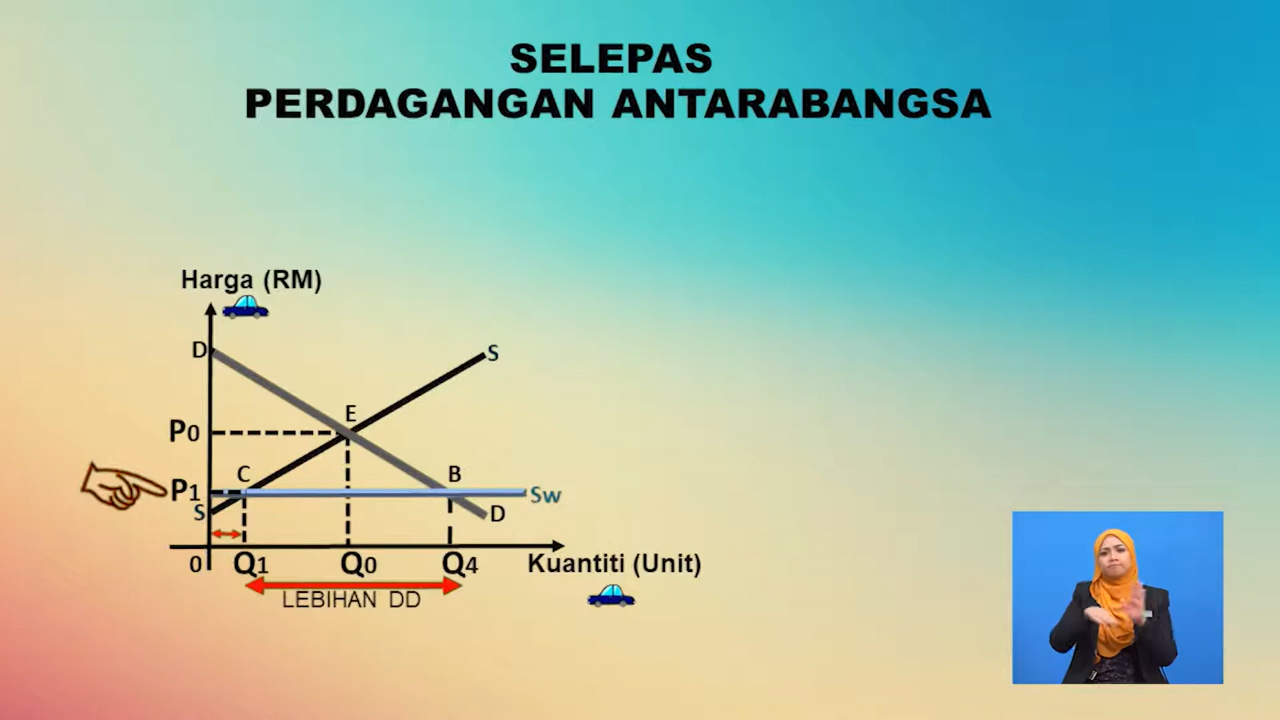 SELEPAS
PERDAGANGAN ANTARABANGSA
Harga (RM)
D
S
E
P0
C
B
P1
Sw
S
D
0
Q1
Q0
Q4
Kuantiti (Unit)
LEBIHAN DD